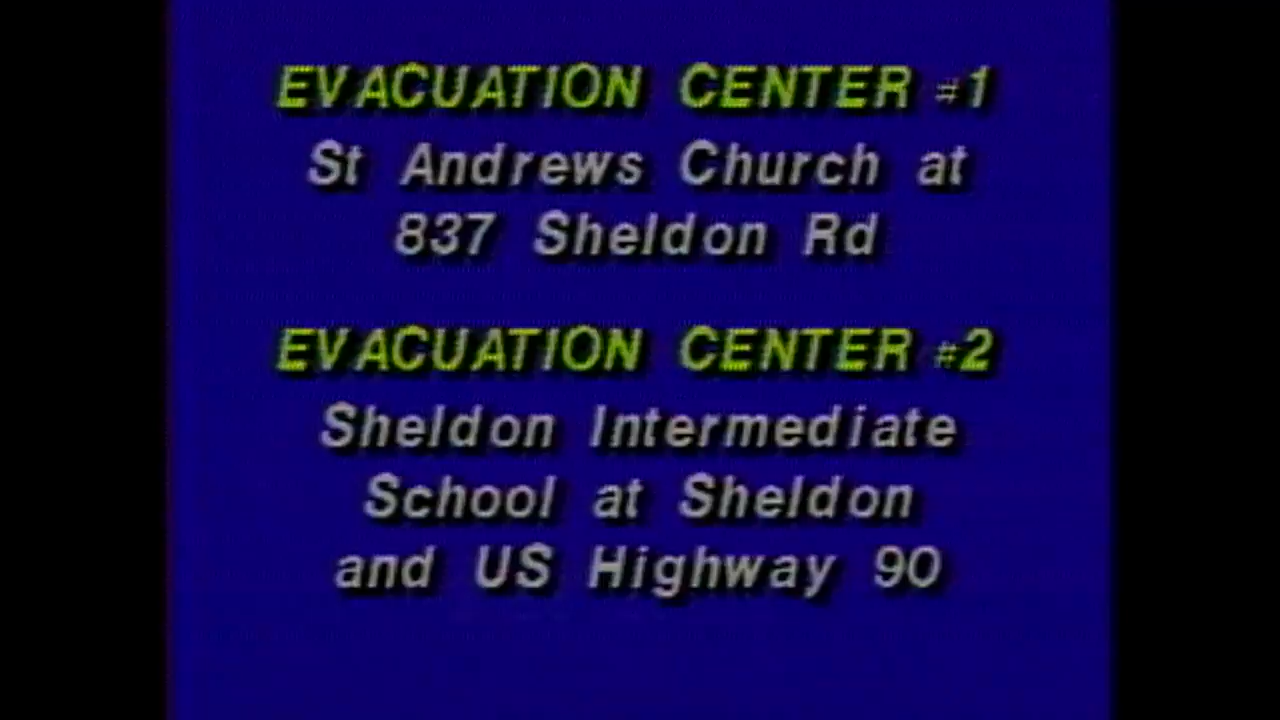 EVACUATION CENTER #1
St Andrews Church at
837 Sheldon Rd
EVACUATION CENTER #2
Sheldon Intermediate
School at Sheldon
and US Highway 90